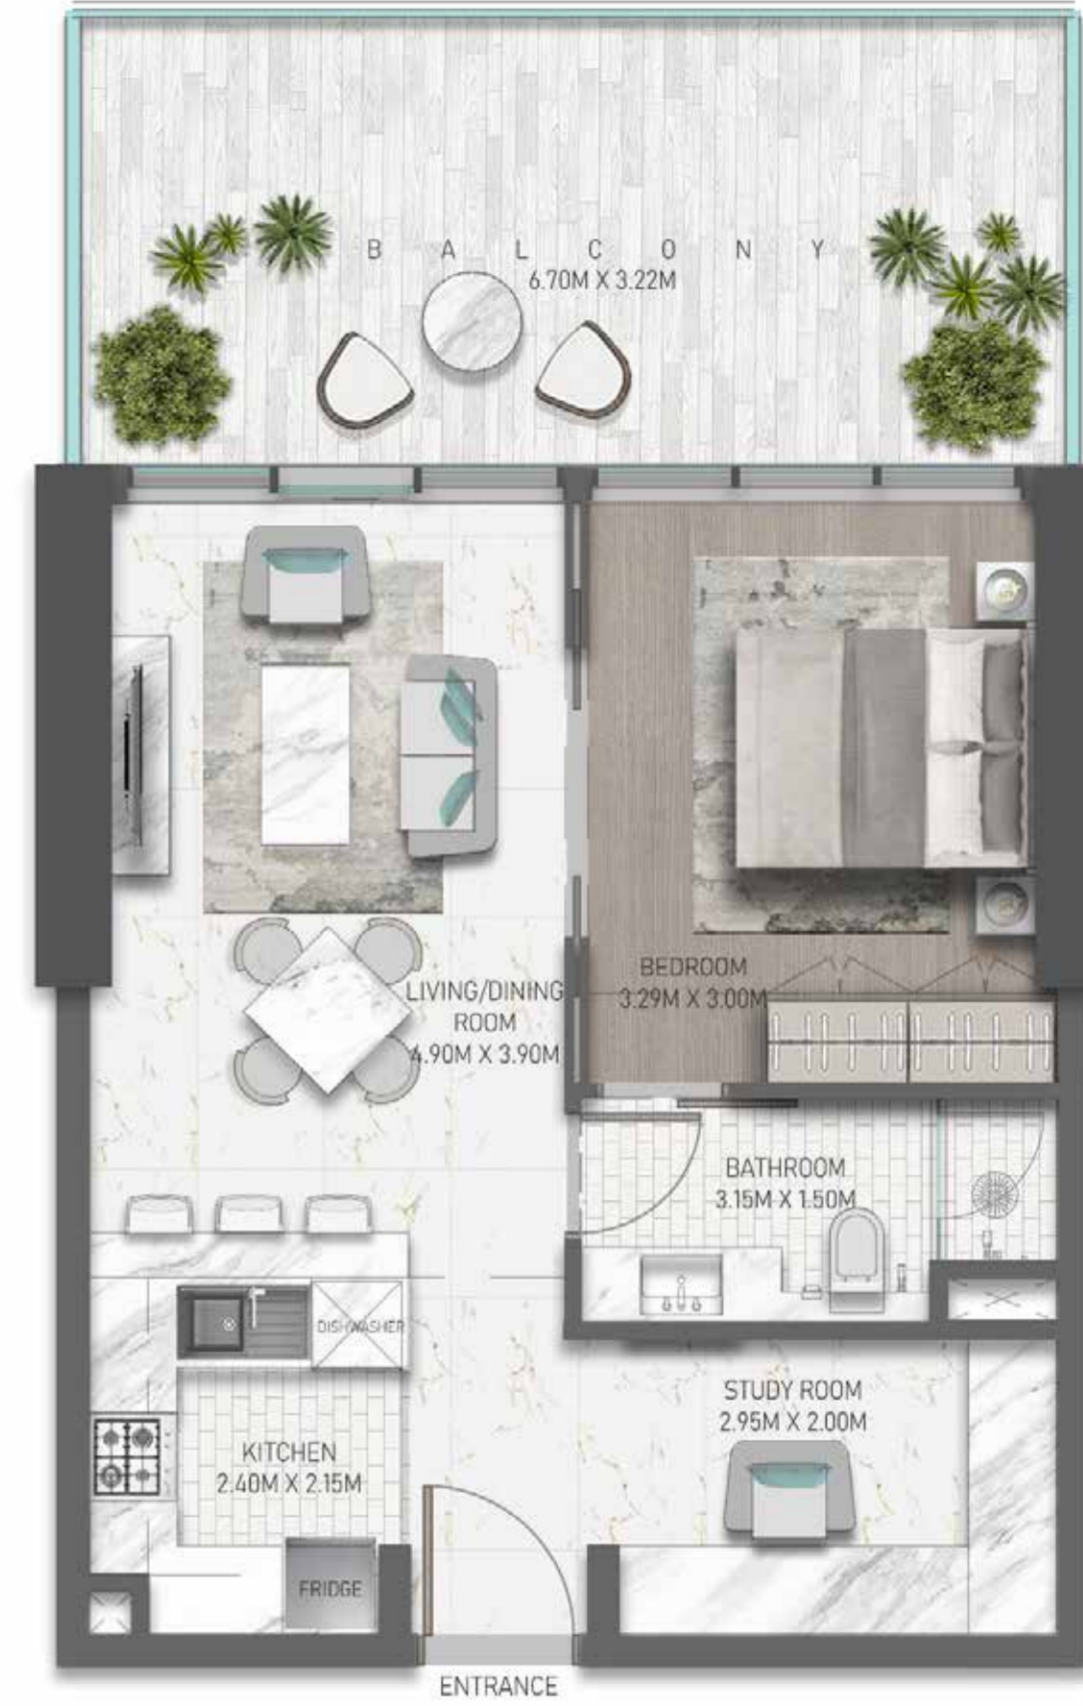 BALCONY
6.70M X 3.22M
LIVING/DINING
ROOM
4.90M X 3.90M
BEDROOM
3.29M X 3.00M
BATHROOM
3.15M X 1.50M
DISHWASHER
STUDY ROOM
2.95M X 2.00M
KITCHEN
2.40M X 2.15M
FRIDGE
ENTRANCE